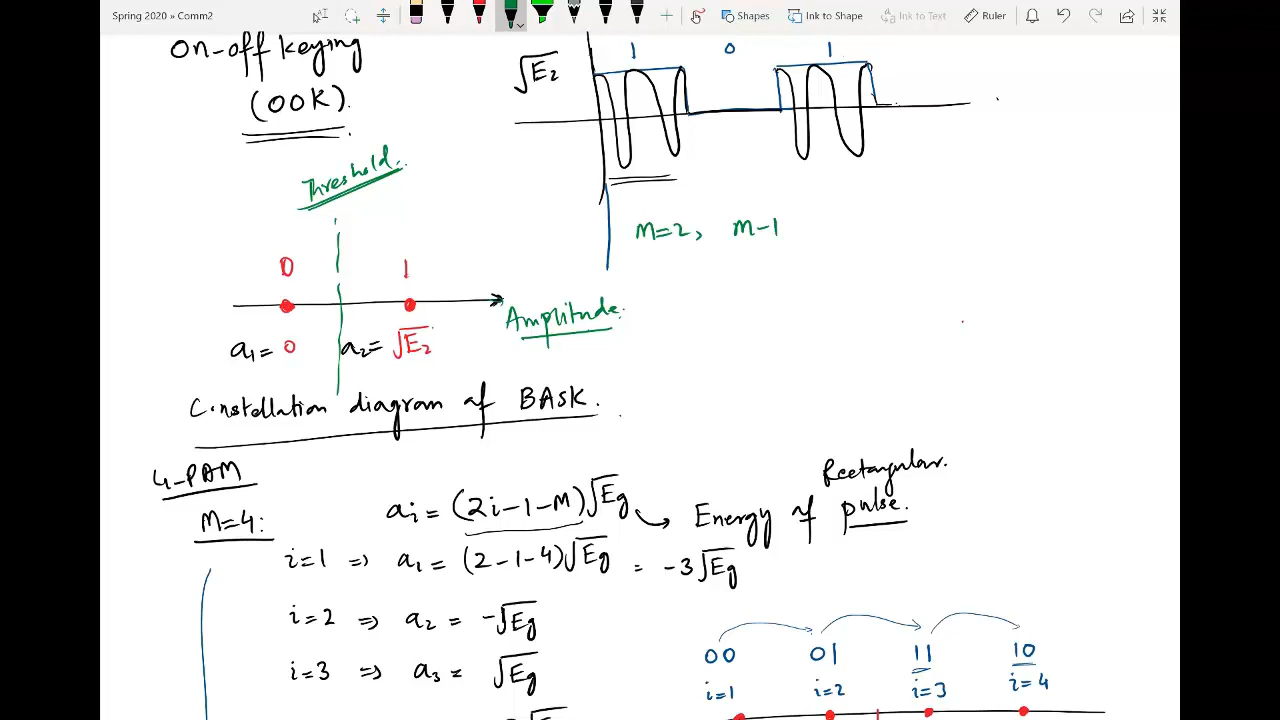 Spring 2020 » Comm2
Shapes
Ink to Shape
Ink to Text
Ruler
On-off keying
(OOK).
√E2
1 0 1
Threshold.
M=2, M-1
0 1
Amplitude.
a1= 0 a2= √E2
Constellation diagram of BASK.
4-PAM
M=4:
ai = (2i-1-M)√Eg
Energy of
Rectangular.
pulse.
i=1 ⇒ a1 = (2-1-4)√Eg = -3√Eg
i=2 ⇒ a2 = -√Eg
i=3 ⇒ a3 = √Eg
00 01 11 10
i=1 i=2 i=3 i=4